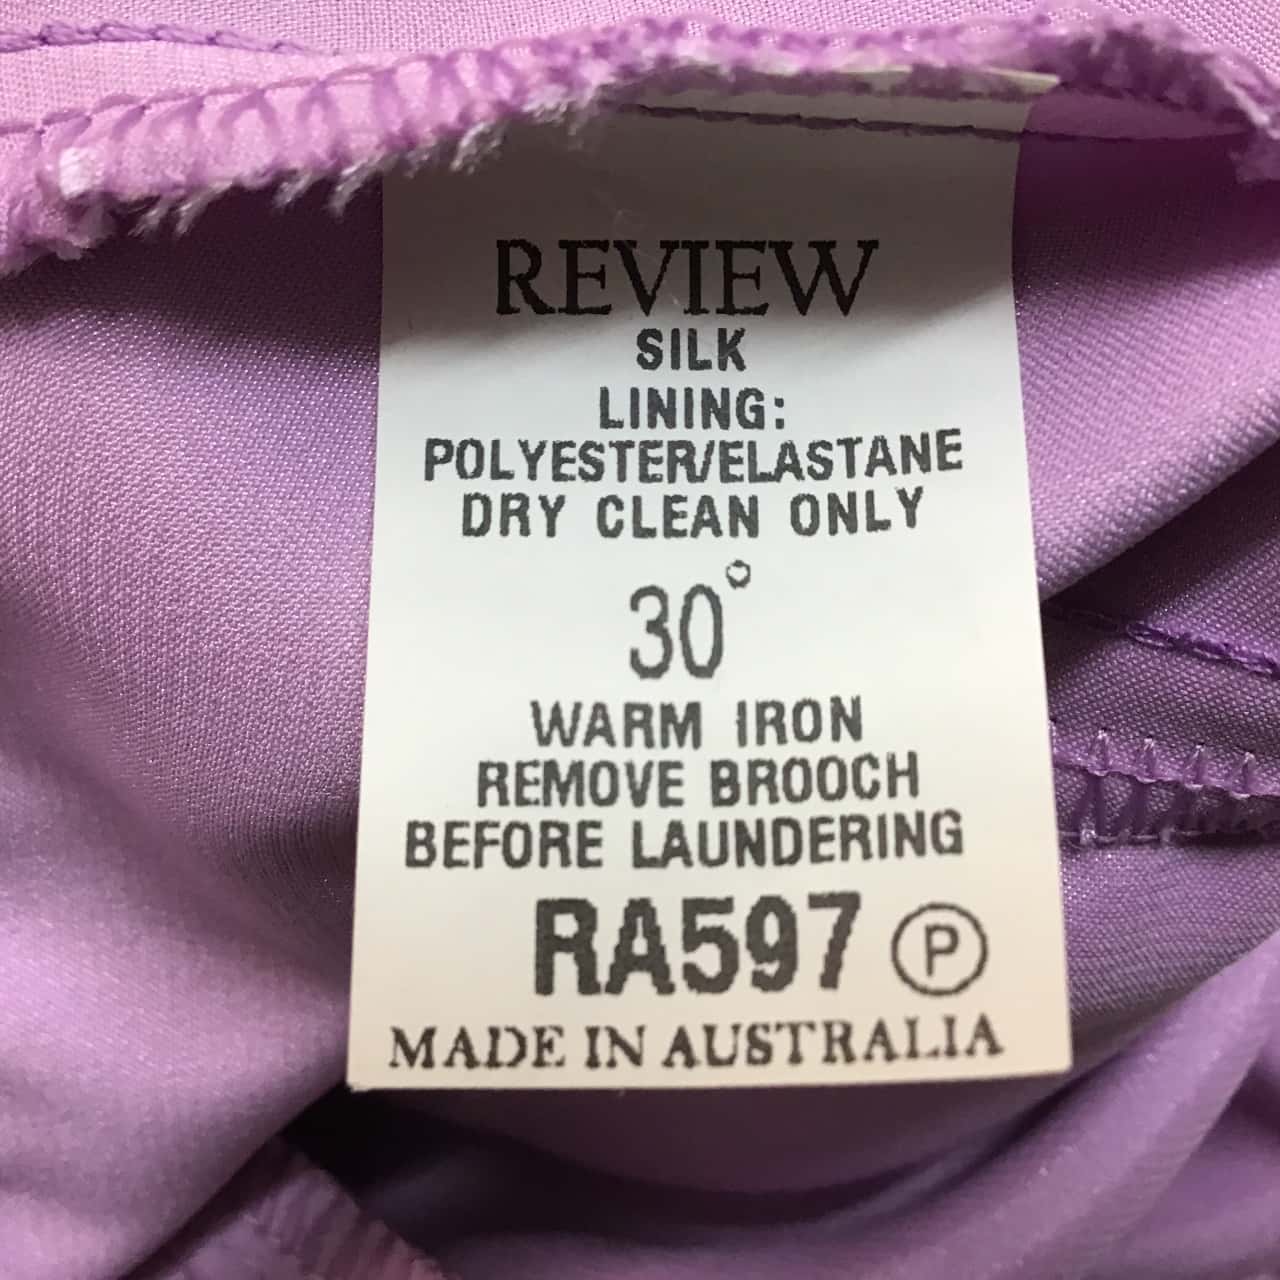 REVIEW
SILK
LINING:
POLYESTER/ELASTANE
DRY CLEAN ONLY
30°
WARM IRON
REMOVE BROOCH
BEFORE LAUNDERING
RA597 Ⓟ
MADE IN AUSTRALIA